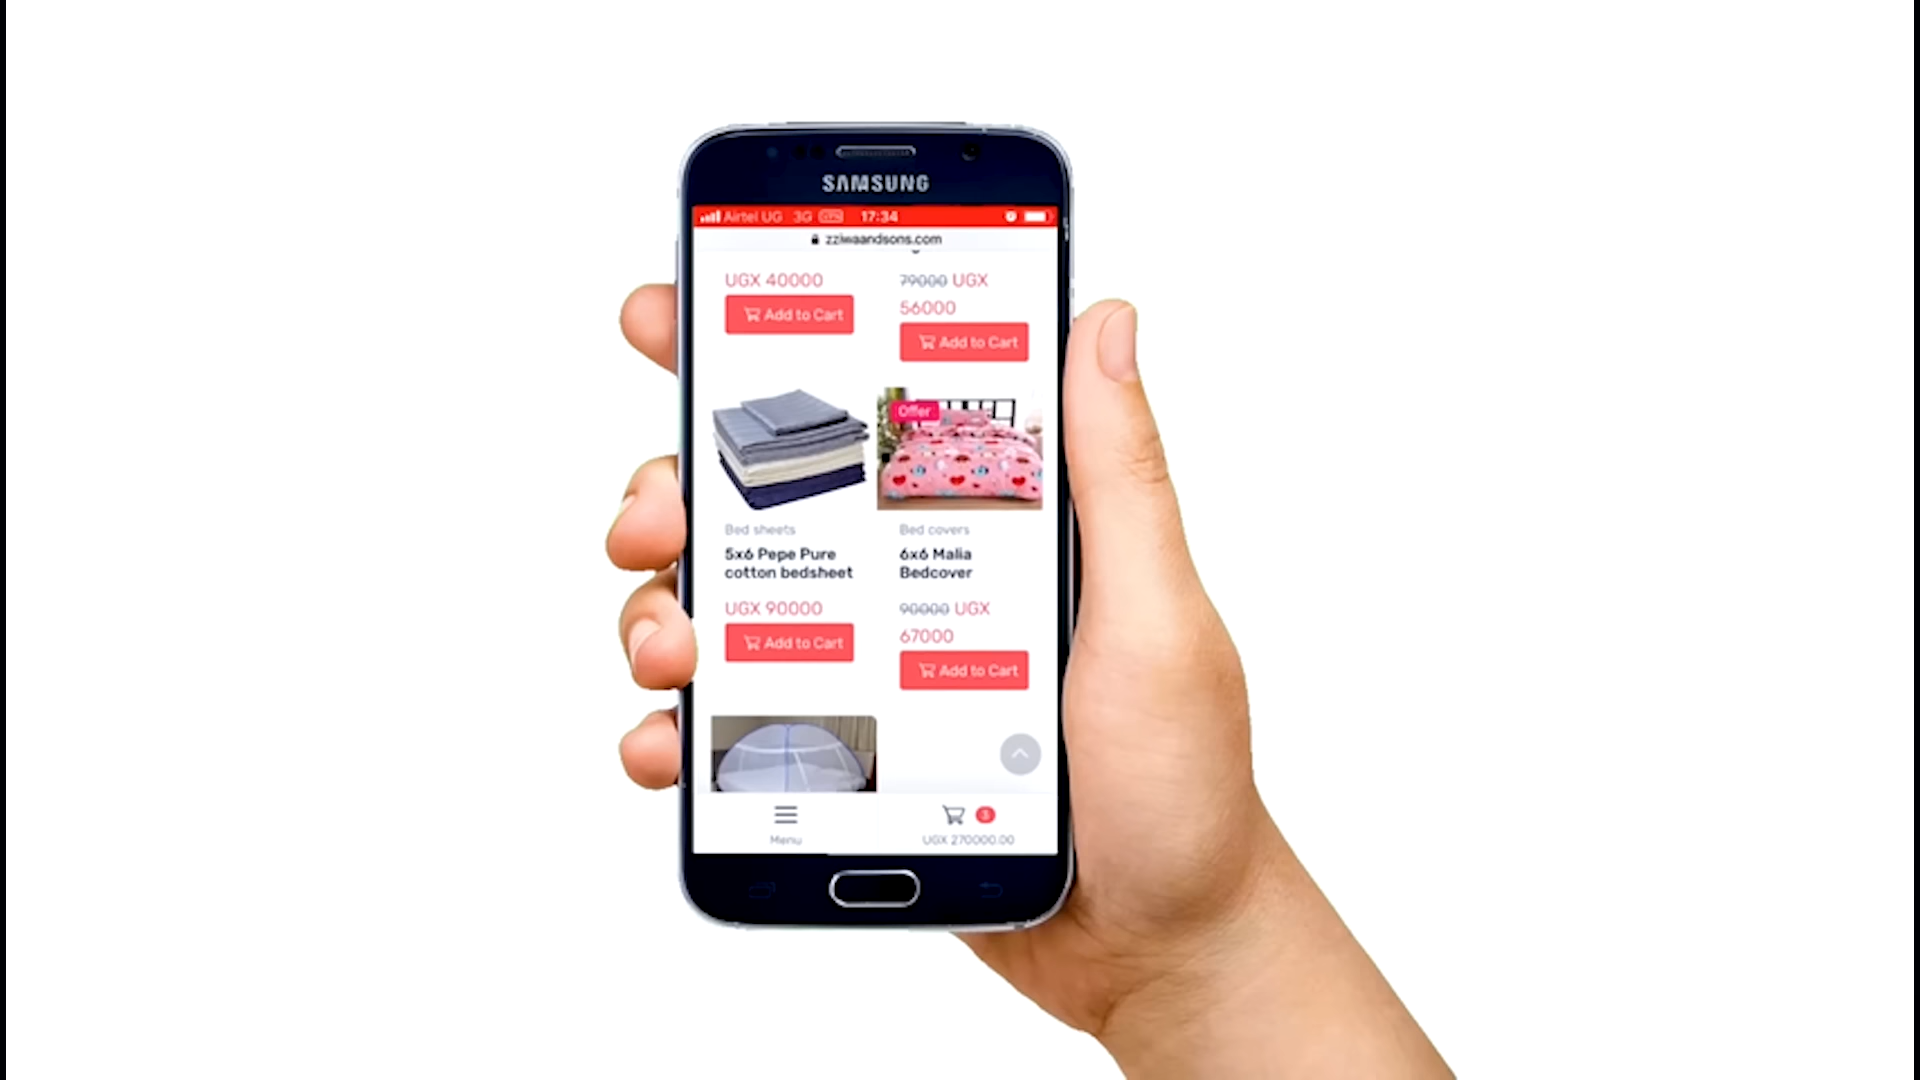 SAMSUNG
Airtel UG 3G VPN 17:34
zziwaandsons.com
UGX 40000
Add to Cart
79000 UGX
56000
Add to Cart
Offer
Bed sheets
5x6 Pepe Pure
cotton bedsheet
UGX 90000
Add to Cart
Bed covers
6x6 Malia
Bedcover
90000 UGX
67000
Add to Cart
Menu
3
UGX 270000.00